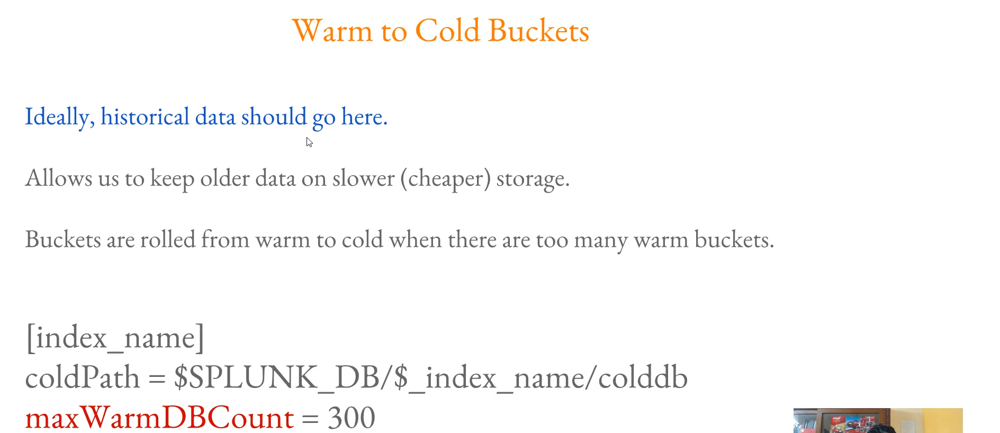 Warm to Cold Buckets
Ideally, historical data should go here.
Allows us to keep older data on slower (cheaper) storage.
Buckets are rolled from warm to cold when there are too many warm buckets.
[index_name]
coldPath = $SPLUNK_DB/$_index_name/colddb
maxWarmDBCount = 300